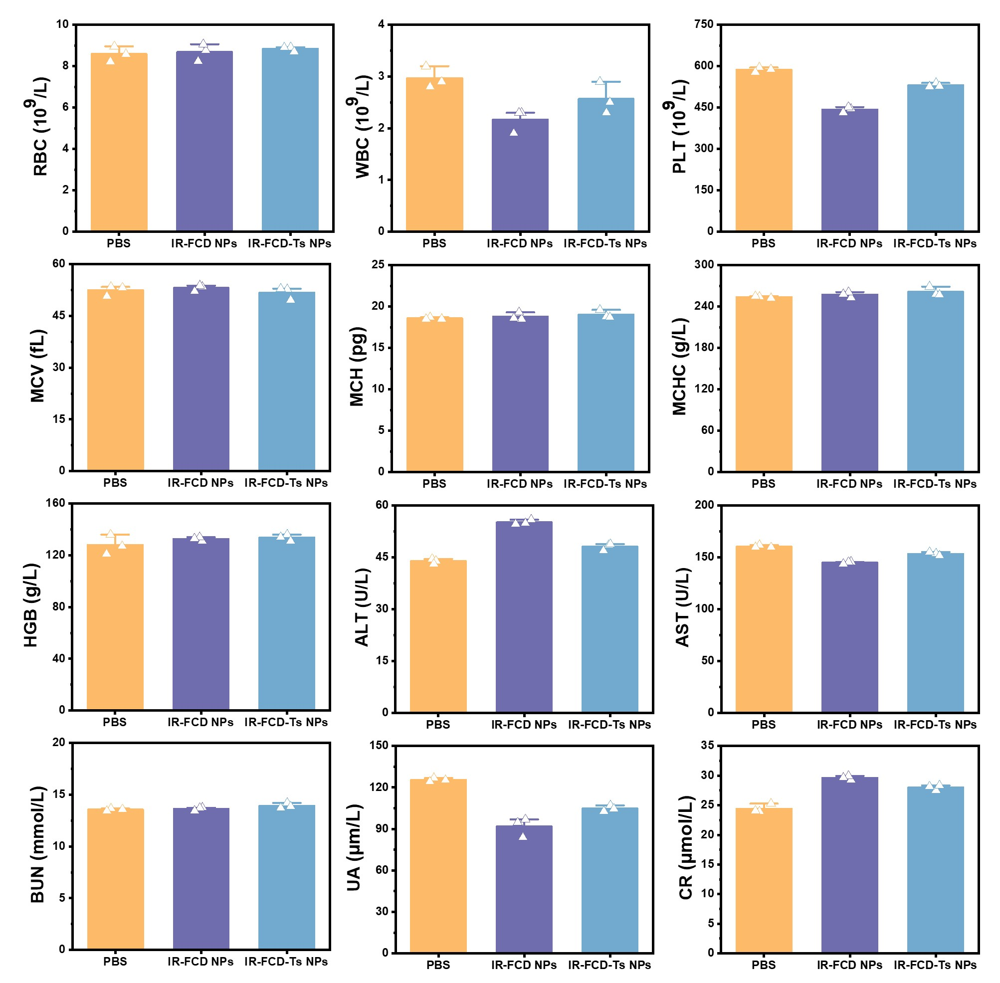 RBC (10⁹/L)
10
8
6
4
2
0
PBS IR-FCD NPs IR-FCD-Ts NPs
WBC (10⁹/L)
4
3
2
1
0
PBS IR-FCD NPs IR-FCD-Ts NPs
PLT (10⁹/L)
750
600
450
300
150
0
PBS IR-FCD NPs IR-FCD-Ts NPs
MCV (fL)
60
45
30
15
0
PBS IR-FCD NPs IR-FCD-Ts NPs
MCH (pg)
25
20
15
10
5
0
PBS IR-FCD NPs IR-FCD-Ts NPs
MCHC (g/L)
300
240
180
120
60
0
PBS IR-FCD NPs IR-FCD-Ts NPs
HGB (g/L)
160
120
80
40
0
PBS IR-FCD NPs IR-FCD-Ts NPs
ALT (U/L)
60
45
30
15
0
PBS IR-FCD NPs IR-FCD-Ts NPs
AST (U/L)
200
150
100
50
0
PBS IR-FCD NPs IR-FCD-Ts NPs
BUN (mmol/L)
20
15
10
5
0
PBS IR-FCD NPs IR-FCD-Ts NPs
UA (μm/L)
150
120
90
60
30
0
PBS IR-FCD NPs IR-FCD-Ts NPs
CR (μmol/L)
35
30
25
20
15
10
5
0
PBS IR-FCD NPs IR-FCD-Ts NPs